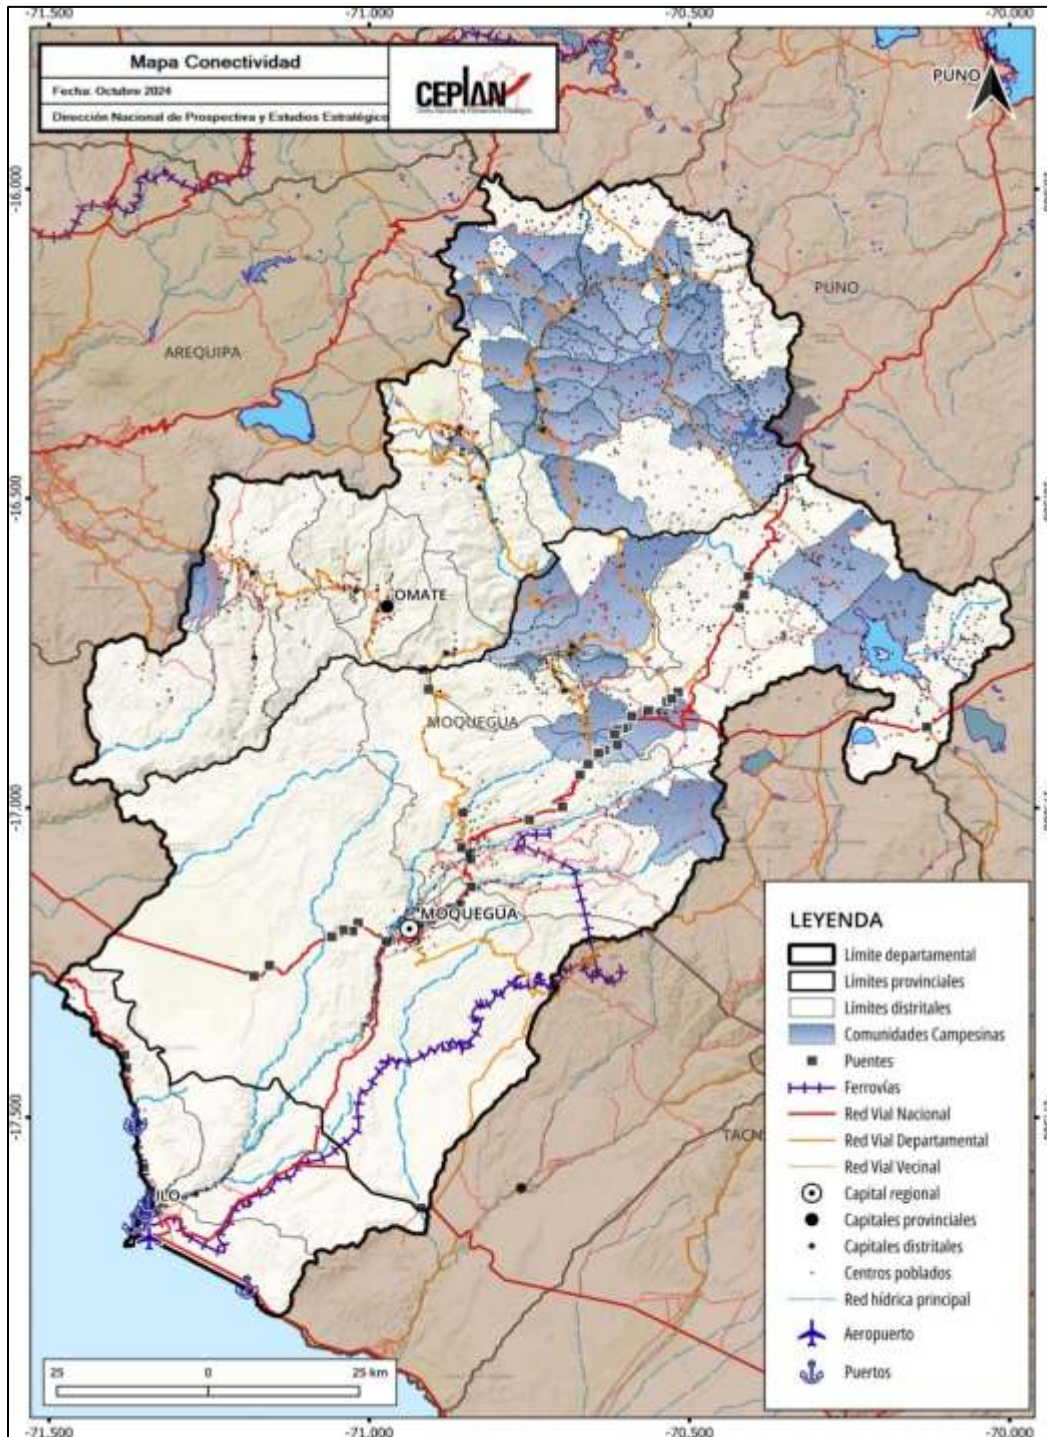 -71.500
-71.000
-70.500
-70.000
Mapa Conectividad
Fecha: Octubre 2024
Dirección Nacional de Prospectiva y Estudios Estratégico
CEPLAN
PUNO
-16.000
PUNO
AREQUIPA
-16.500
OMATE
MOQUEGUA
-17.000
MOQUEGUA
-17.500
TACN
ILO
LEYENDA
Límite departamental
Límites provinciales
Límites distritales
Comunidades Campesinas
Puentes
Ferrovías
Red Vial Nacional
Red Vial Departamental
Red Vial Vecinal
Capital regional
Capitales provinciales
Capitales distritales
Centros poblados
Red hídrica principal
Aeropuerto
Puertos
25 0 25 km
-71.500
-71.000
-70.500
-70.000